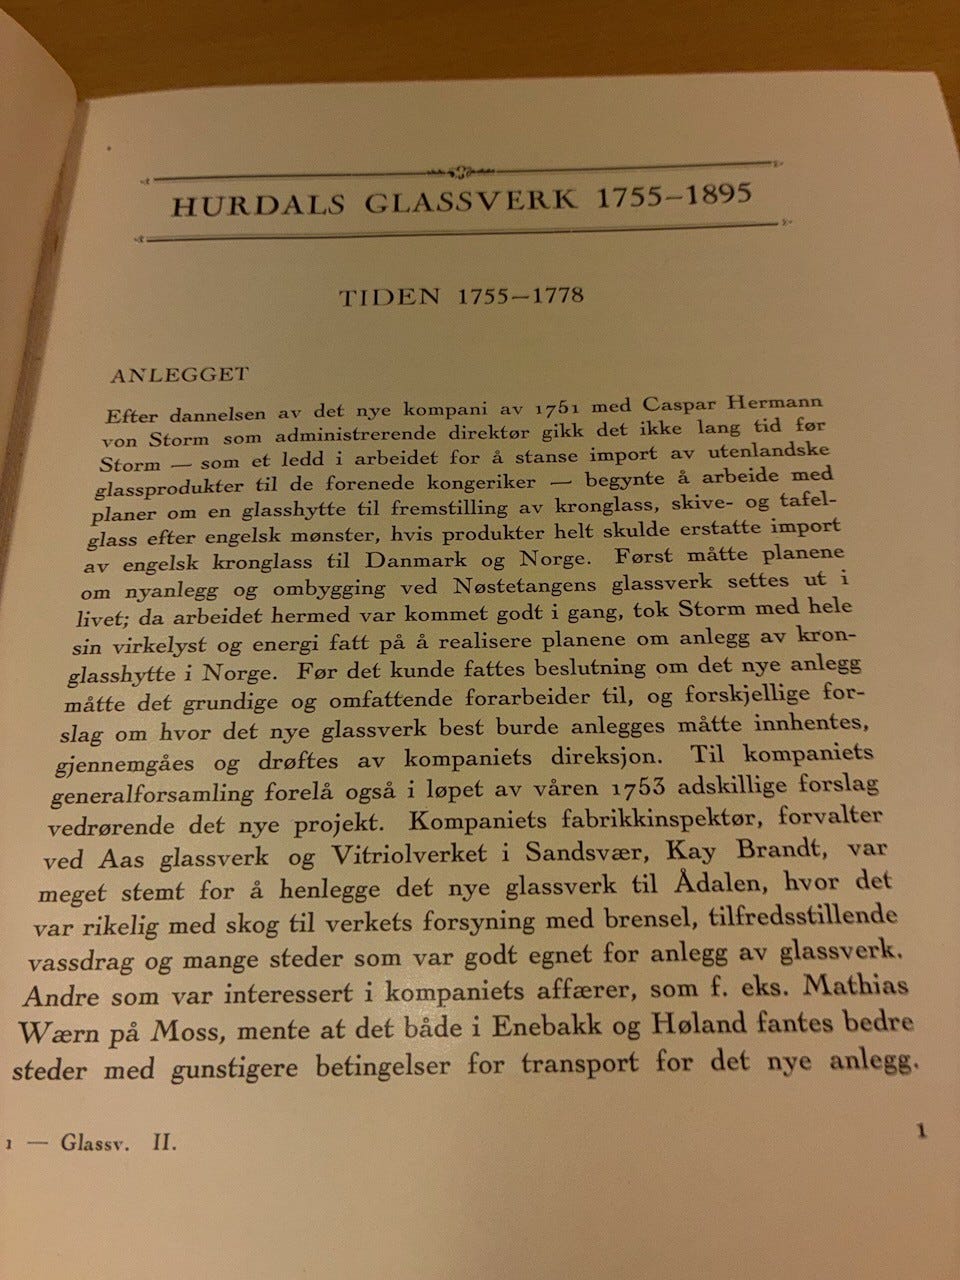 HURDALS GLASSVERK 1755–1895
TIDEN 1755–1778
ANLEGGET
Efter dannelsen av det nye kompani av 1751 med Caspar Hermann
von Storm som administrerende direktør gikk det ikke lang tid før
Storm — som et ledd i arbeidet for å stanse import av utenlandske
glassprodukter til de forenede kongeriker — begynte å arbeide med
planer om en glasshytte til fremstilling av kronglass, skive- og tafel-
glass efter engelsk mønster, hvis produkter helt skulde erstatte import
av engelsk kronglass til Danmark og Norge. Først måtte planene
om nyanlegg og ombygging ved Nøstetangens glassverk settes ut i
livet; da arbeidet hermed var kommet godt i gang, tok Storm med hele
sin virkelyst og energi fatt på å realisere planene om anlegg av kron-
glasshytte i Norge. Før det kunde fattes beslutning om det nye anlegg
måtte det grundige og omfattende forarbeider til, og forskjellige for-
slag om hvor det nye glassverk best burde anlegges måtte innhentes,
gjennemgåes og drøftes av kompaniets direksjon. Til kompaniets
generalforsamling forelå også i løpet av våren 1753 adskillige forslag
vedrørende det nye projekt. Kompaniets fabrikkinspektør, forvalter
ved Aas glassverk og Vitriolverket i Sandsvær, Kay Brandt, var
meget stemt for å henlegge det nye glassverk til Ådalen, hvor det
var rikelig med skog til verkets forsyning med brensel, tilfredsstillende
vassdrag og mange steder som var godt egnet for anlegg av glassverk.
Andre som var interessert i kompaniets affærer, som f. eks. Mathias
Wærn på Moss, mente at det både i Enebakk og Høland fantes bedre
steder med gunstigere betingelser for transport for det nye anlegg.
1 — Glassv. II.
1